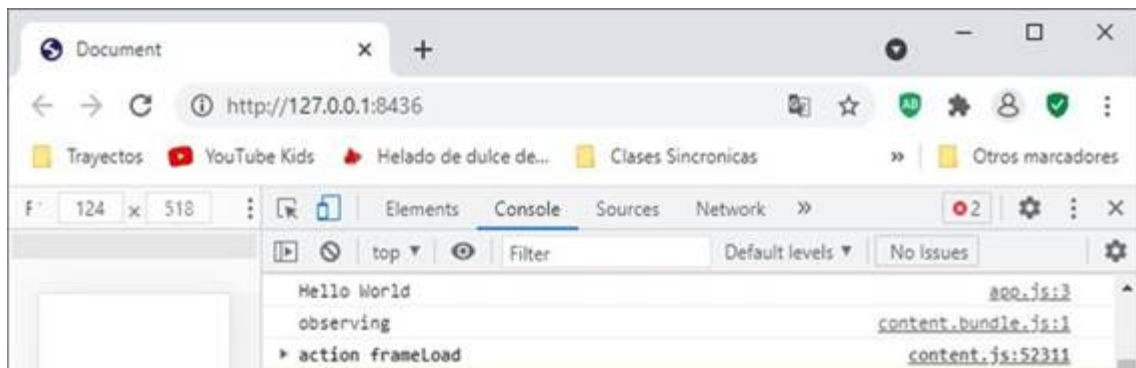 Document
http://127.0.0.1:8436
Trayectos YouTube Kids Helado de dulce de... Clases Sincronicas » Otros marcadores
124 x 518 Elements Console Sources Network » 2
top Filter Default levels No Issues
Hello World app.js:3
observing content.bundle.js:1
action frameLoad content.js:52311